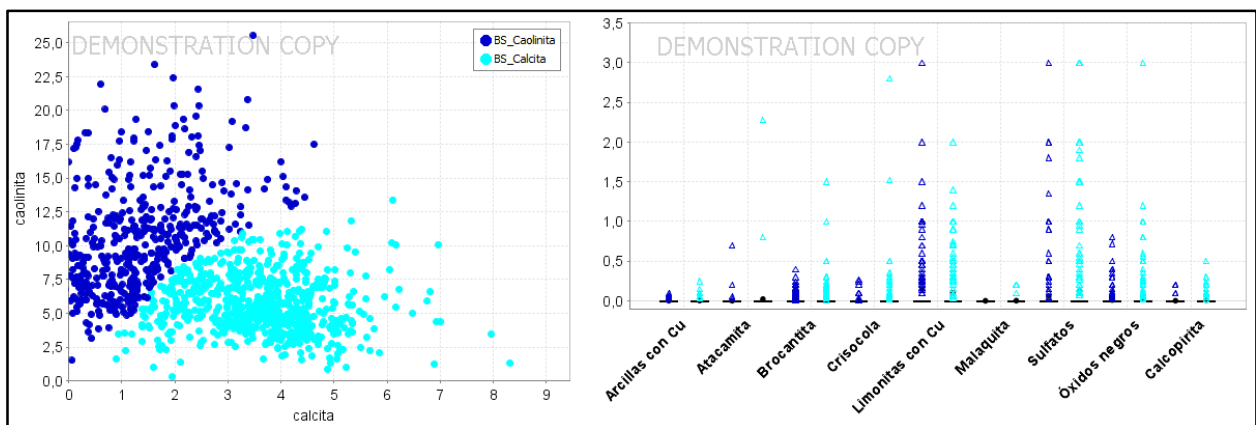 DEMONSTRATION COPY
BS_Caolinita
BS_Calcita
25,0
22,5
20,0
17,5
15,0
12,5
10,0
7,5
5,0
2,5
0,0
caolinita
0 1 2 3 4 5 6 7 8 9
calcita
DEMONSTRATION COPY
3,5
3,0
2,5
2,0
1,5
1,0
0,5
0,0
Arcillas con Cu
Atacamita
Brocantita
Crisocola
Limonitas con Cu
Malaquita
Sulfatos
Óxidos negros
Calcopirita